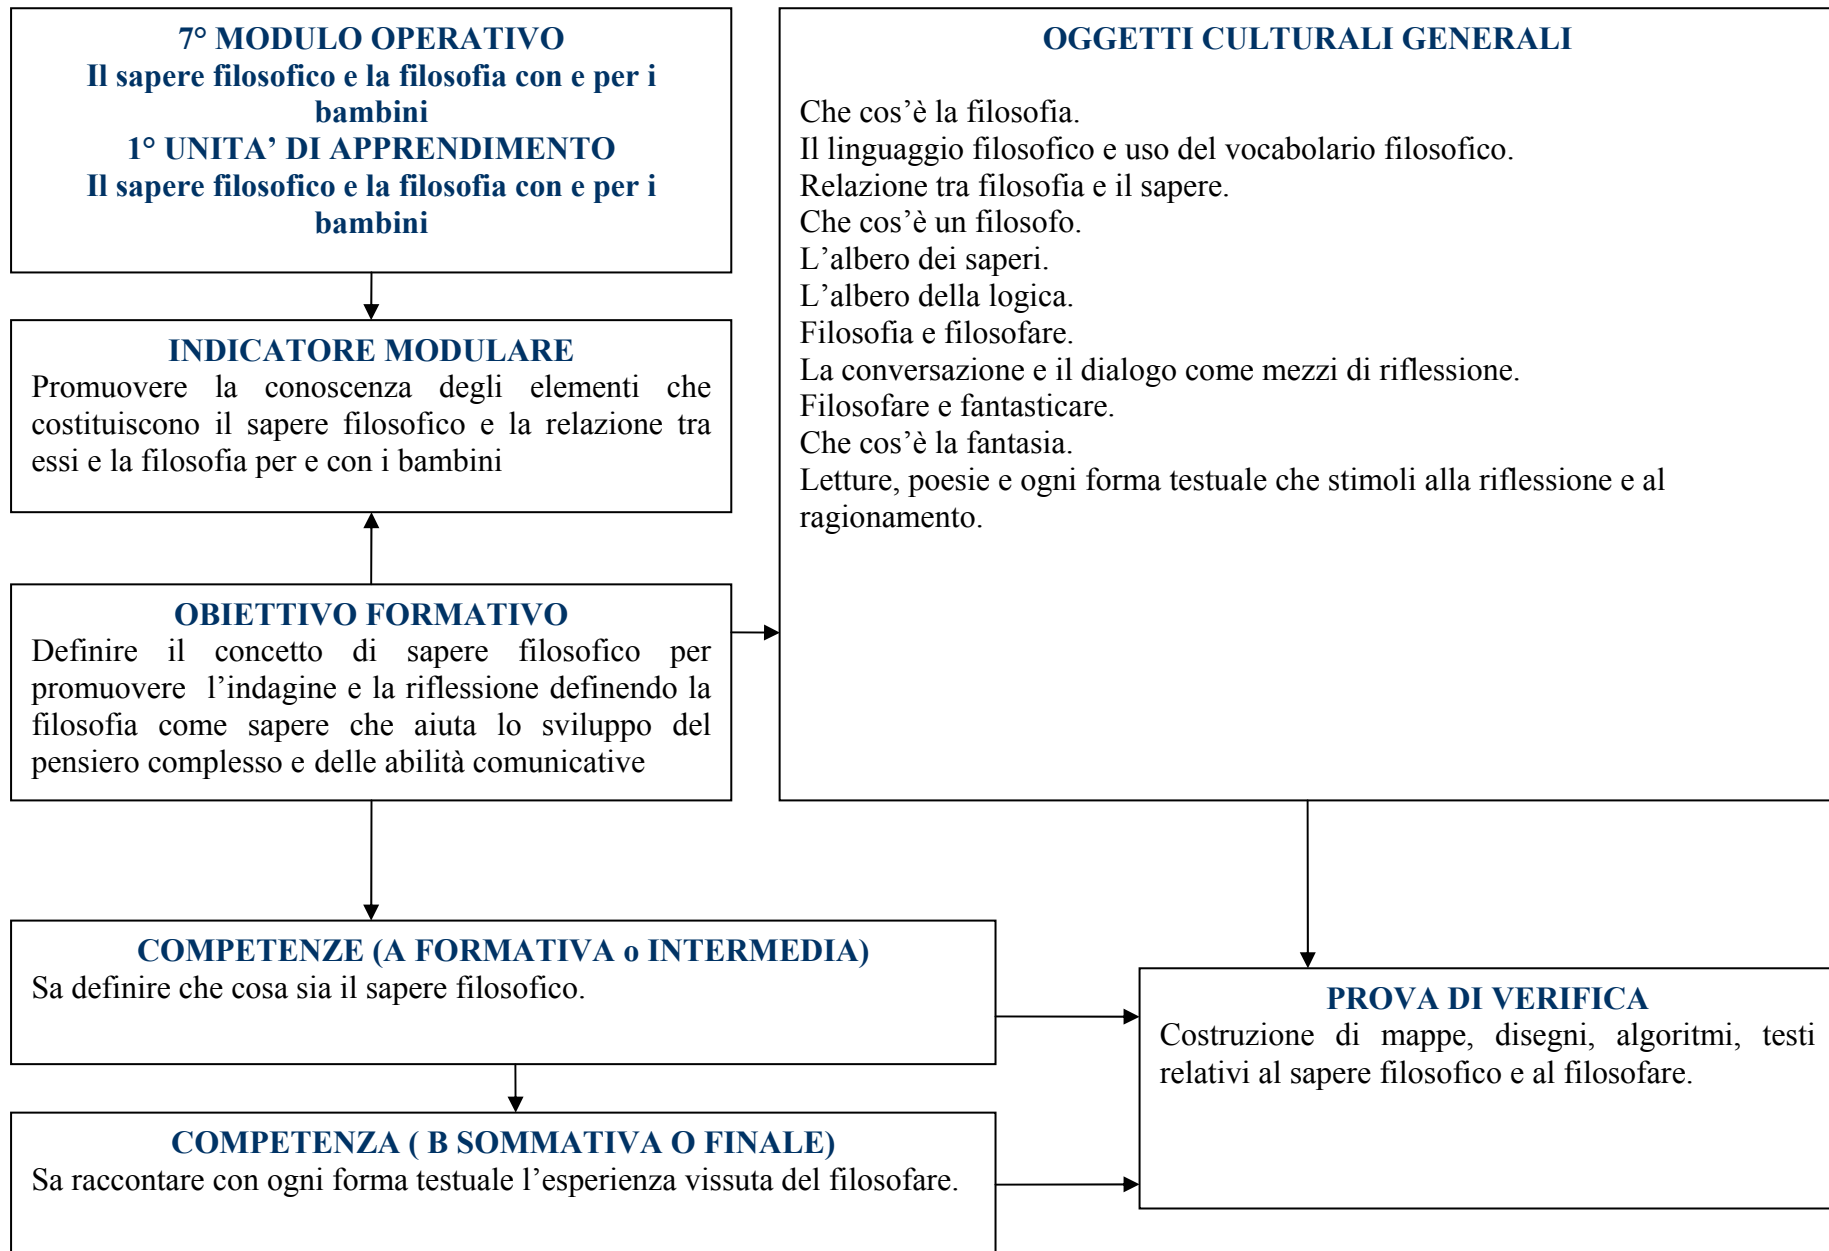 7° MODULO OPERATIVO
Il sapere filosofico e la filosofia con e per i
bambini
1° UNITA’ DI APPRENDIMENTO
Il sapere filosofico e la filosofia con e per i
bambini
INDICATORE MODULARE
Promuovere la conoscenza degli elementi che
costituiscono il sapere filosofico e la relazione tra
essi e la filosofia per e con i bambini
OBIETTIVO FORMATIVO
Definire il concetto di sapere filosofico per
promuovere l’indagine e la riflessione definendo la
filosofia come sapere che aiuta lo sviluppo del
pensiero complesso e delle abilità comunicative
OGGETTI CULTURALI GENERALI
Che cos’è la filosofia.
Il linguaggio filosofico e uso del vocabolario filosofico.
Relazione tra filosofia e il sapere.
Che cos’è un filosofo.
L’albero dei saperi.
L’albero della logica.
Filosofia e filosofare.
La conversazione e il dialogo come mezzi di riflessione.
Filosofare e fantasticare.
Che cos’è la fantasia.
Letture, poesie e ogni forma testuale che stimoli alla riflessione e al
ragionamento.
COMPETENZE (A FORMATIVA o INTERMEDIA)
Sa definire che cosa sia il sapere filosofico.
COMPETENZA ( B SOMMATIVA O FINALE)
Sa raccontare con ogni forma testuale l’esperienza vissuta del filosofare.
PROVA DI VERIFICA
Costruzione di mappe, disegni, algoritmi, testi
relativi al sapere filosofico e al filosofare.